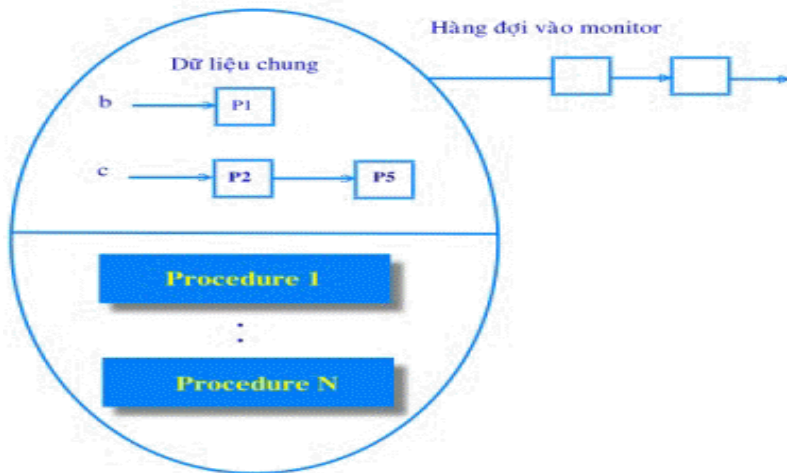 Hàng đợi vào monitor
Dữ liệu chung
b
P1
c
P2
P5
Procedure 1
:
Procedure N